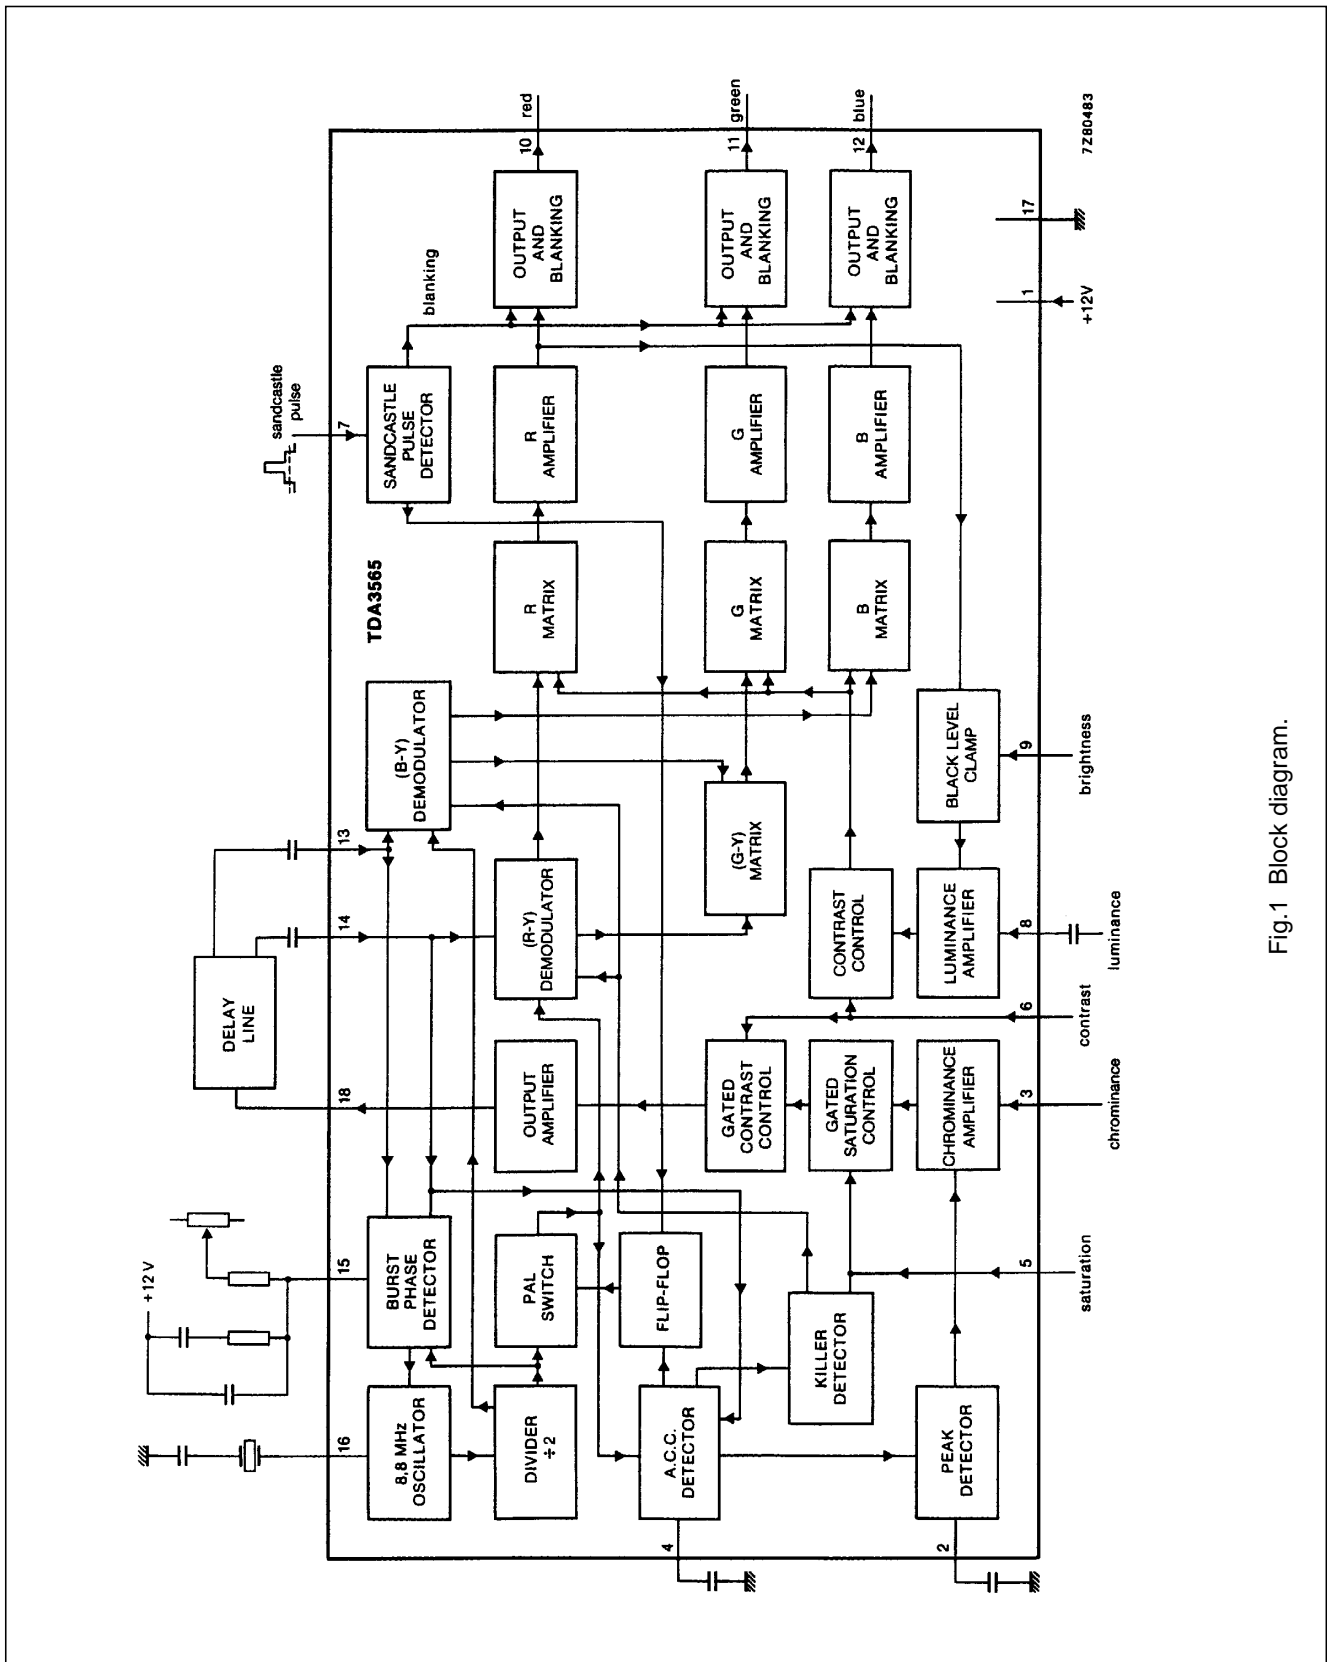 +12 V
sandcastle
pulse
16
15
18
14
13
7
DELAY
LINE
TDA3565
8,8 MHz
OSCILLATOR
BURST
PHASE
DETECTOR
(B-Y)
DEMODULATOR
SANDCASTLE
PULSE
DETECTOR
blanking
DIVIDER
÷2
PAL
SWITCH
OUTPUT
AMPLIFIER
(R-Y)
DEMODULATOR
R
MATRIX
R
AMPLIFIER
OUTPUT
AND
BLANKING
10
red
4
A.C.C.
DETECTOR
FLIP-FLOP
GATED
CONTRAST
CONTROL
(G-Y)
MATRIX
G
MATRIX
G
AMPLIFIER
OUTPUT
AND
BLANKING
11
green
KILLER
DETECTOR
GATED
SATURATION
CONTROL
CONTRAST
CONTROL
B
MATRIX
B
AMPLIFIER
OUTPUT
AND
BLANKING
12
blue
2
PEAK
DETECTOR
CHROMINANCE
AMPLIFIER
LUMINANCE
AMPLIFIER
BLACK LEVEL
CLAMP
5
3
6
8
9
1
17
saturation
chrominance
contrast
luminance
brightness
+12V
7Z80483
Fig.1 Block diagram.